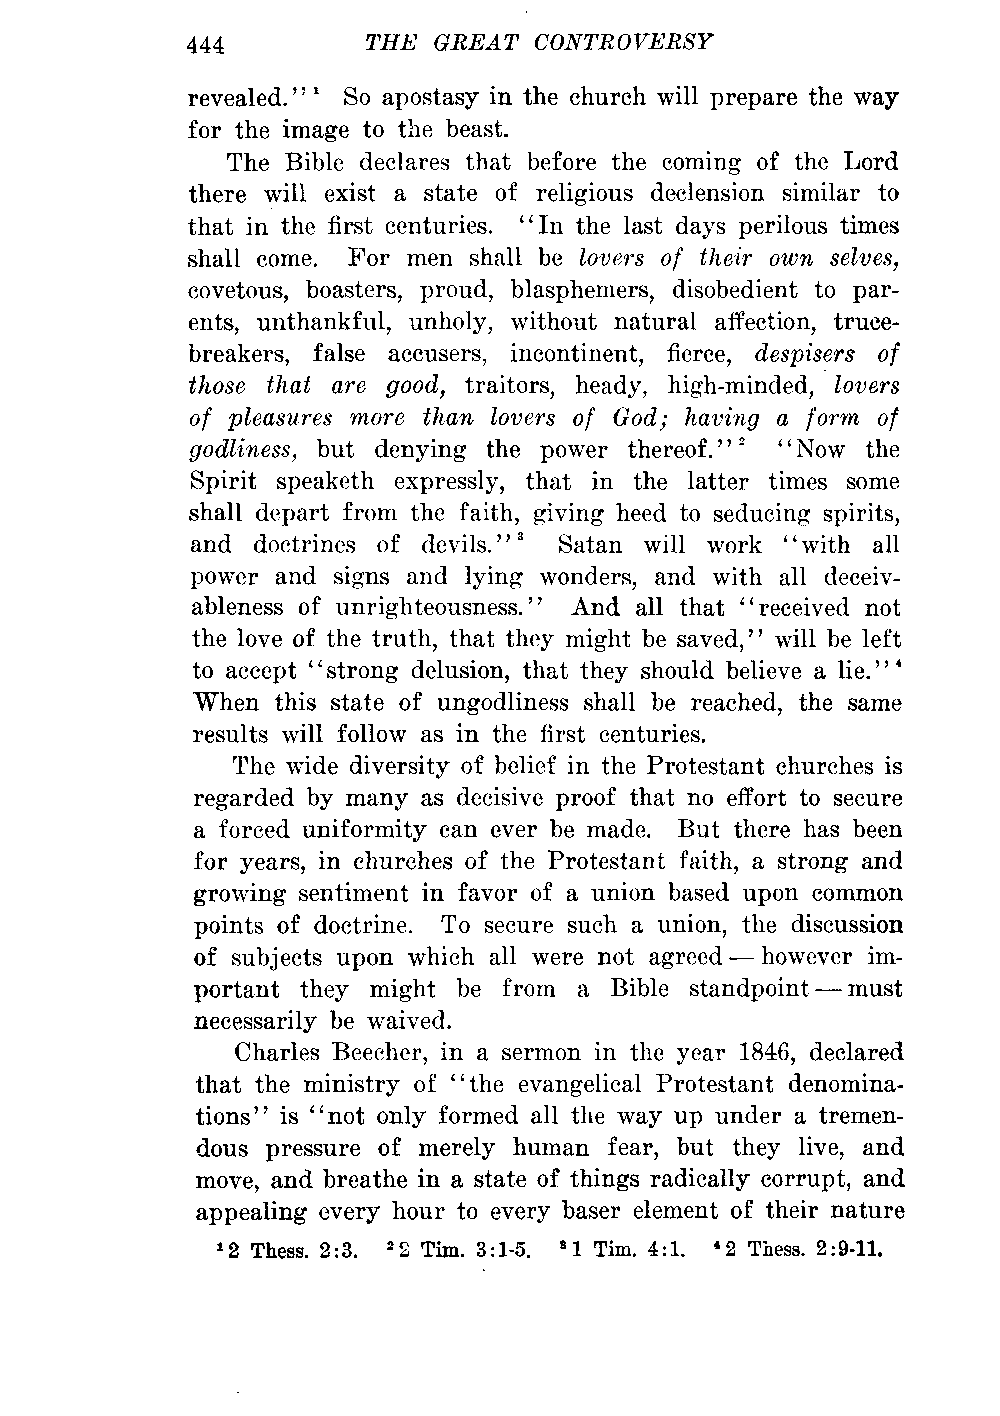 444 THE GREAT CONTROVERSY
revealed.''¹ So apostasy in the church will prepare the way
for the image to the beast.
The Bible declares that before the coming of the Lord
there will exist a state of religious declension similar to
that in the first centuries. ‘‘In the last days perilous times
shall come. For men shall be lovers of their own selves,
covetous, boasters, proud, blasphemers, disobedient to par-
ents, unthankful, unholy, without natural affection, truce-
breakers, false accusers, incontinent, fierce, despisers of
those that are good, traitors, heady, high-minded, lovers
of pleasures more than lovers of God; having a form of
godliness, but denying the power thereof.’’² ‘‘Now the
Spirit speaketh expressly, that in the latter times some
shall depart from the faith, giving heed to seducing spirits,
and doctrines of devils.’’³ Satan will work ‘‘with all
power and signs and lying wonders, and with all deceiv-
ableness of unrighteousness.’’ And all that ‘‘received not
the love of the truth, that they might be saved,’’ will be left
to accept ‘‘strong delusion, that they should believe a lie.’’⁴
When this state of ungodliness shall be reached, the same
results will follow as in the first centuries.
The wide diversity of belief in the Protestant churches is
regarded by many as decisive proof that no effort to secure
a forced uniformity can ever be made. But there has been
for years, in churches of the Protestant faith, a strong and
growing sentiment in favor of a union based upon common
points of doctrine. To secure such a union, the discussion
of subjects upon which all were not agreed — however im-
portant they might be from a Bible standpoint — must
necessarily be waived.
Charles Beecher, in a sermon in the year 1846, declared
that the ministry of ‘‘the evangelical Protestant denomina-
tions’’ is ‘‘not only formed all the way up under a tremen-
dous pressure of merely human fear, but they live, and
move, and breathe in a state of things radically corrupt, and
appealing every hour to every baser element of their nature
¹2 Thess. 2:3. ²2 Tim. 3:1-5. ³1 Tim. 4:1. ⁴2 Thess. 2:9-11.